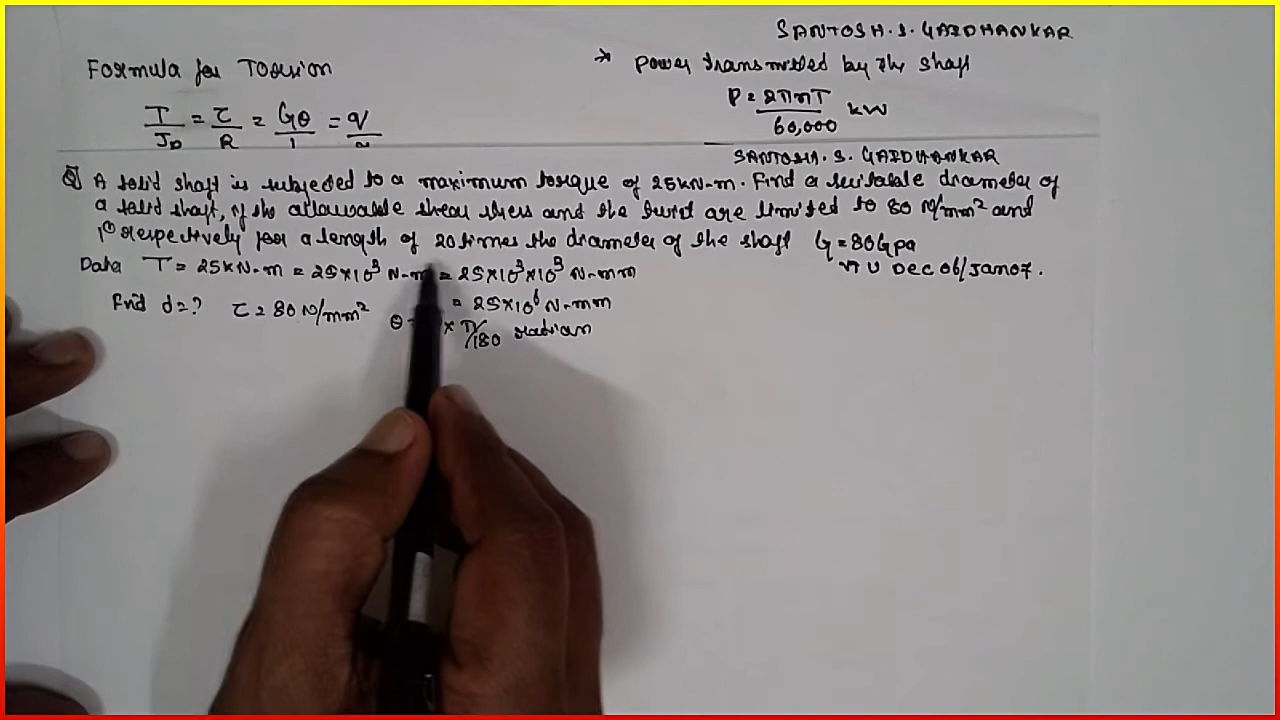 SANTOSH. S. GAIDHANKAR
Formula for Torsion
* Power transmitted by the shaft
T/JP = τ/R = Gθ/l = q/r
P = 2πnT/60,000 kW
SANTOSH. S. GAIDHANKAR
Q A solid shaft is subjected to a maximum torque of 25kN-m. Find a suitable diameter of
a solid shaft, if the allowable shear stress and the twist are limited to 80 N/mm² and
1° respectively for a length of 20 times the diameter of the shaft G = 80Gpa
VTU Dec 06/Jan07.
Data T = 25kN-m = 25×10³ N-m = 25×10³×10³ N-mm
Find d=? τ = 80 N/mm² = 25×10⁶ N-mm
θ = × π/180 radian